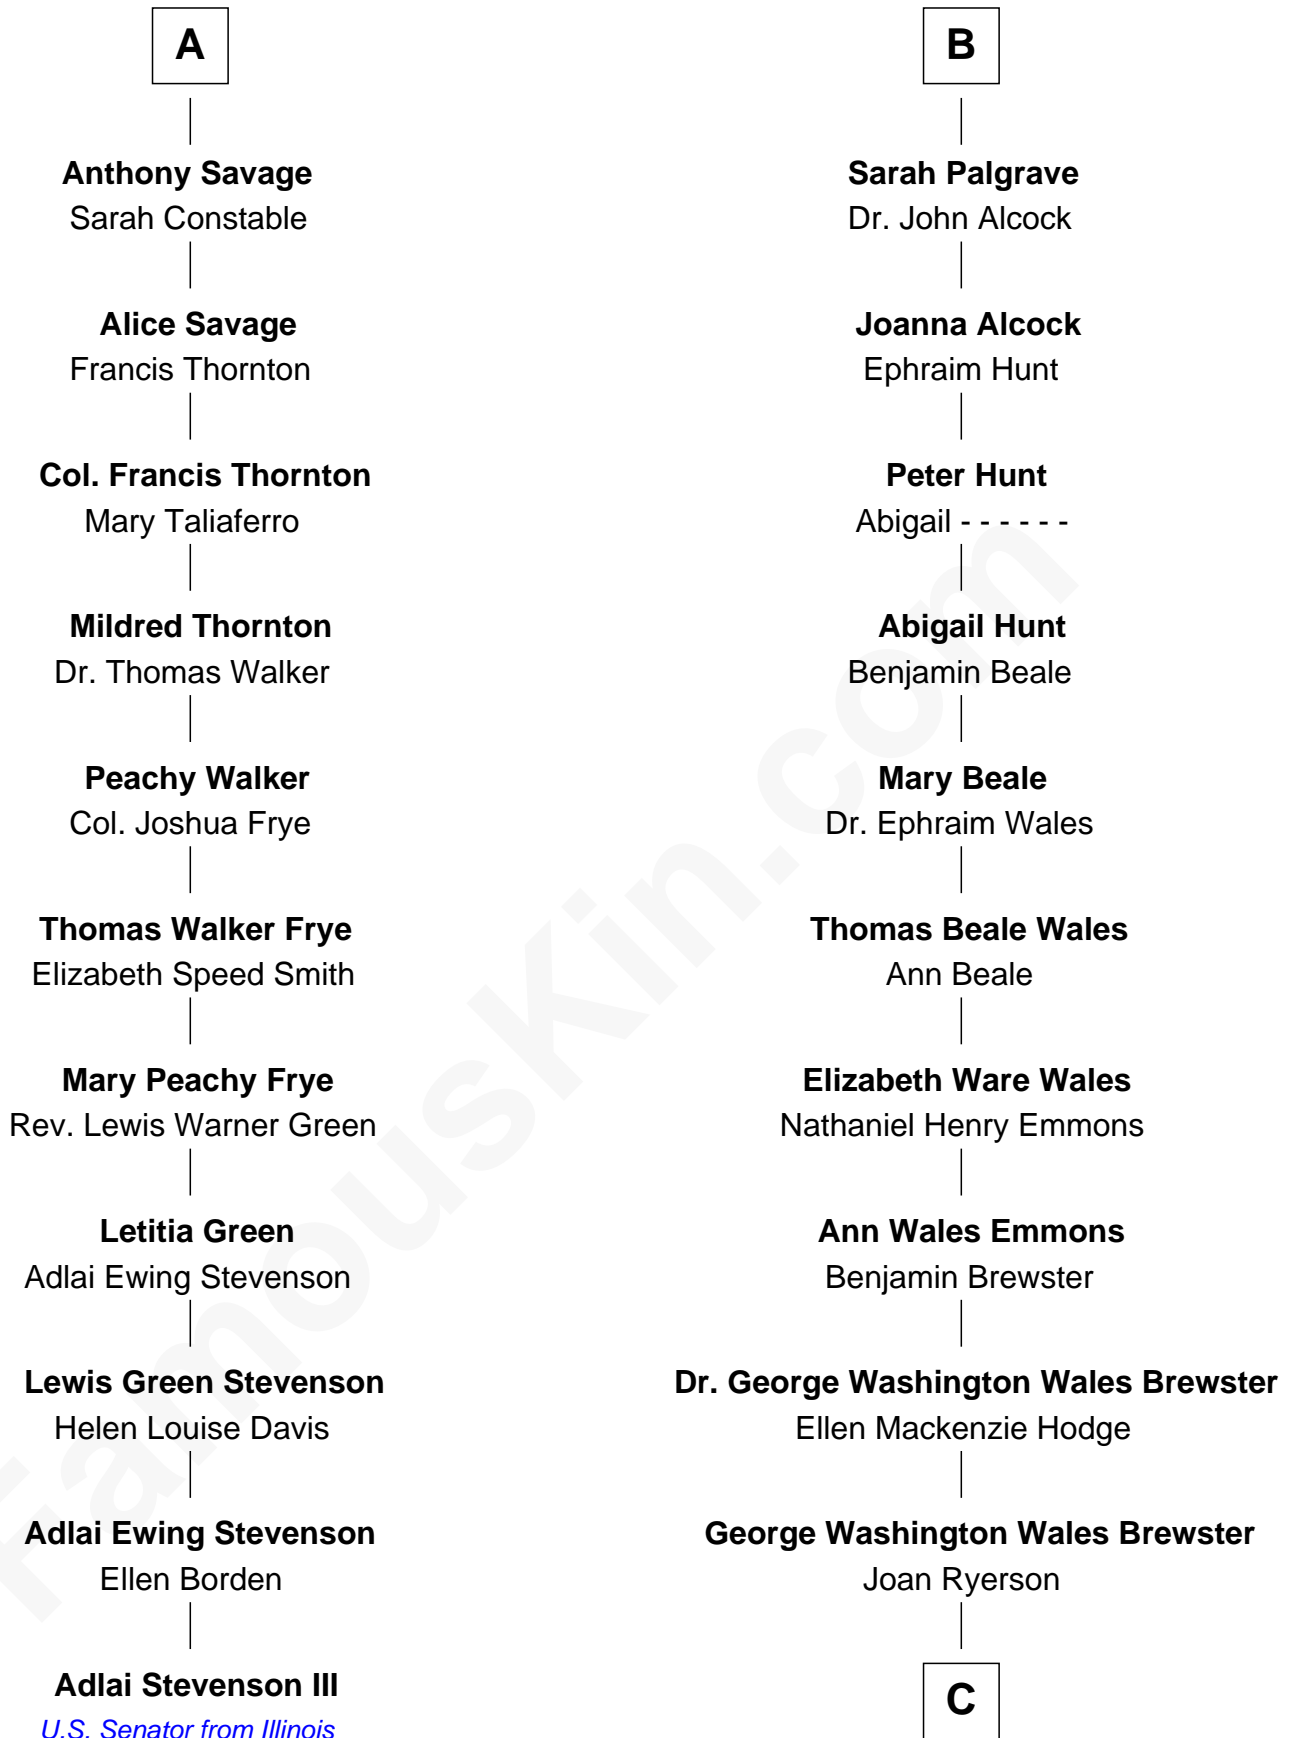 A
Anthony Savage
Sarah Constable
Alice Savage
Francis Thornton
Col. Francis Thornton
Mary Taliaferro
Mildred Thornton
Dr. Thomas Walker
Peachy Walker
Col. Joshua Frye
Thomas Walker Frye
Elizabeth Speed Smith
Mary Peachy Frye
Rev. Lewis Warner Green
Letitia Green
Adlai Ewing Stevenson
Lewis Green Stevenson
Helen Louise Davis
Adlai Ewing Stevenson
Ellen Borden
Adlai Stevenson III
U.S. Senator from Illinois
B
Sarah Palgrave
Dr. John Alcock
Joanna Alcock
Ephraim Hunt
Peter Hunt
Abigail - - - - - -
Abigail Hunt
Benjamin Beale
Mary Beale
Dr. Ephraim Wales
Thomas Beale Wales
Ann Beale
Elizabeth Ware Wales
Nathaniel Henry Emmons
Ann Wales Emmons
Benjamin Brewster
Dr. George Washington Wales Brewster
Ellen Mackenzie Hodge
George Washington Wales Brewster
Joan Ryerson
C
FamousKin.com